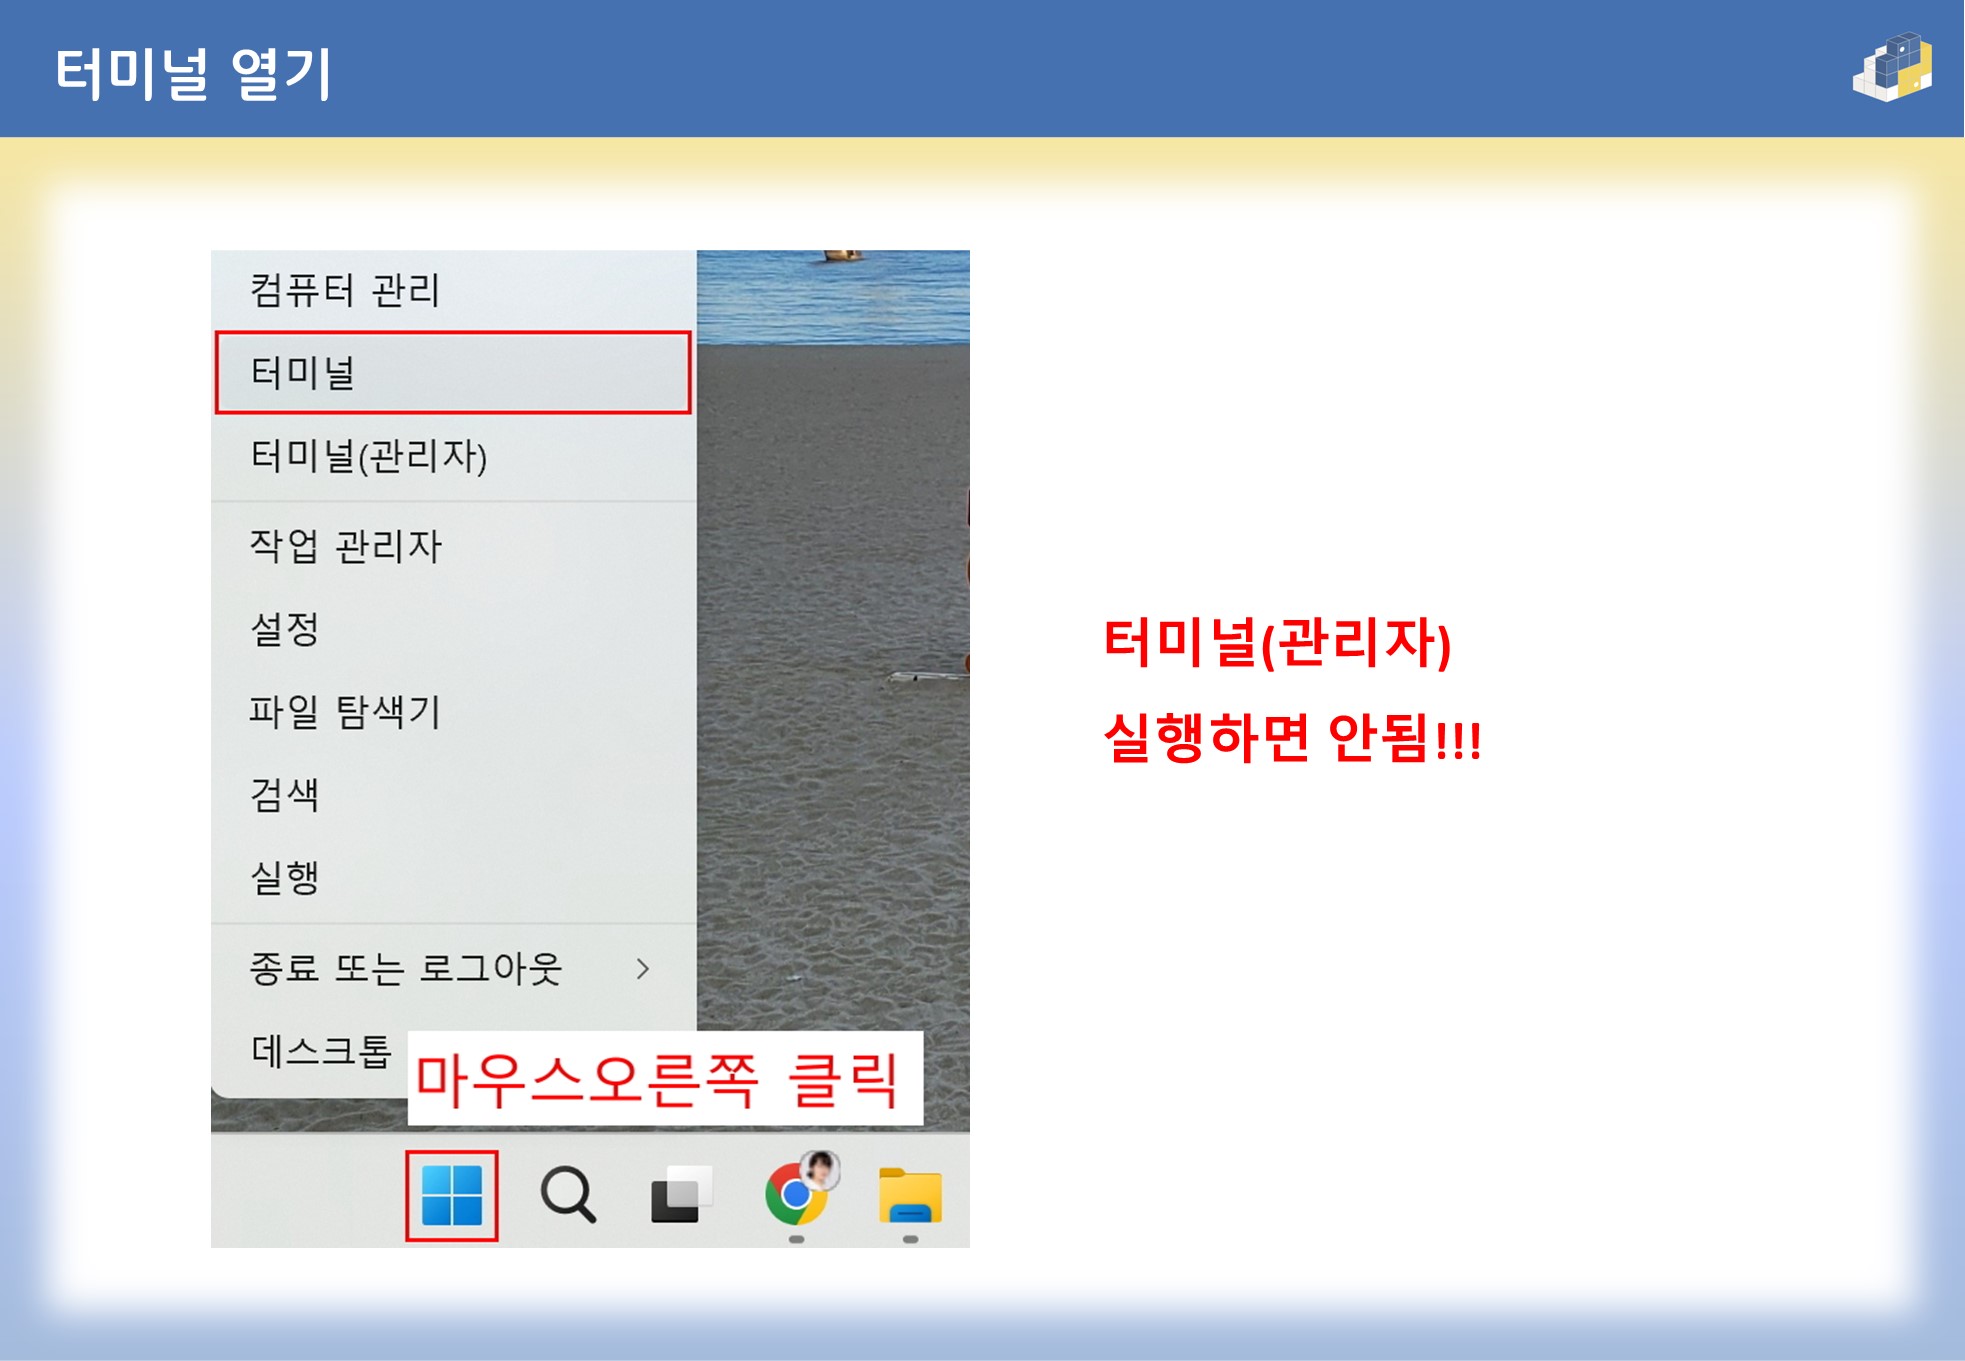 터미널 열기
컴퓨터 관리
터미널
터미널(관리자)
작업 관리자
설정
파일 탐색기
검색
실행
종료 또는 로그아웃
데스크톱
마우스오른쪽 클릭
터미널(관리자)
실행하면 안됨!!!